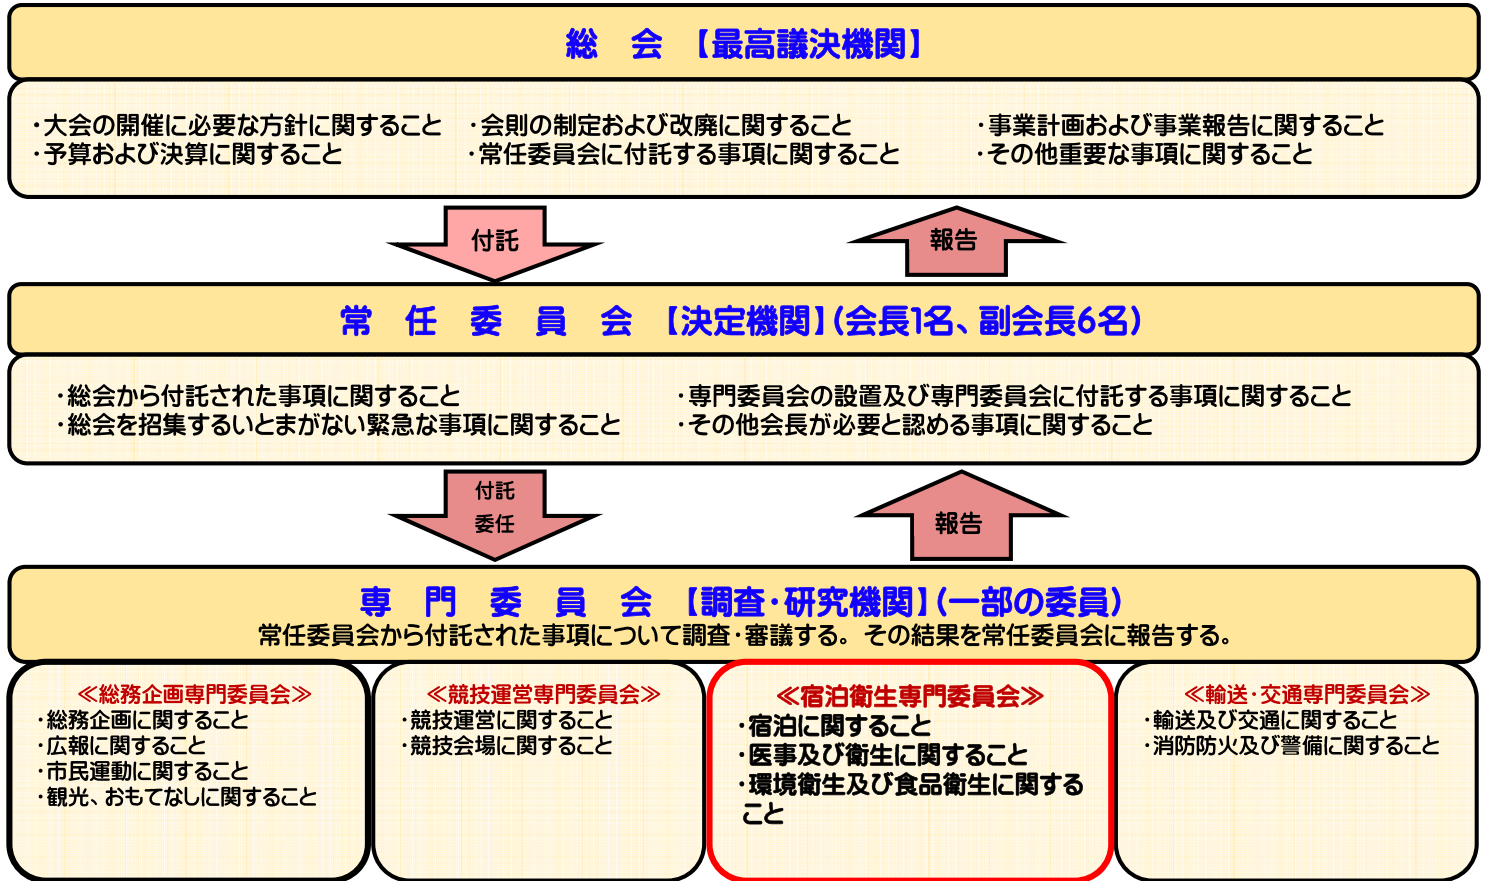 総　会　【最高議決機関】
・大会の開催に必要な方針に関すること　・会則の制定および改廃に関すること　・事業計画および事業報告に関すること
・予算および決算に関すること　・常任委員会に付託する事項に関すること　・その他重要な事項に関すること
付託
報告
常　任　委　員　会　【決定機関】（会長1名、副会長6名）
・総会から付託された事項に関すること　・専門委員会の設置及び専門委員会に付託する事項に関すること
・総会を招集するいとまがない緊急な事項に関すること　・その他会長が必要と認める事項に関すること
付託
委任
報告
専　門　委　員　会　【調査・研究機関】（一部の委員）
常任委員会から付託された事項について調査・審議する。その結果を常任委員会に報告する。
≪総務企画専門委員会≫
・総務企画に関すること
・広報に関すること
・市民運動に関すること
・観光、おもてなしに関すること
≪競技運営専門委員会≫
・競技運営に関すること
・競技会場に関すること
≪宿泊衛生専門委員会≫
・宿泊に関すること
・医事及び衛生に関すること
・環境衛生及び食品衛生に関する
こと
≪輸送・交通専門委員会≫
・輸送及び交通に関すること
・消防防火及び警備に関すること